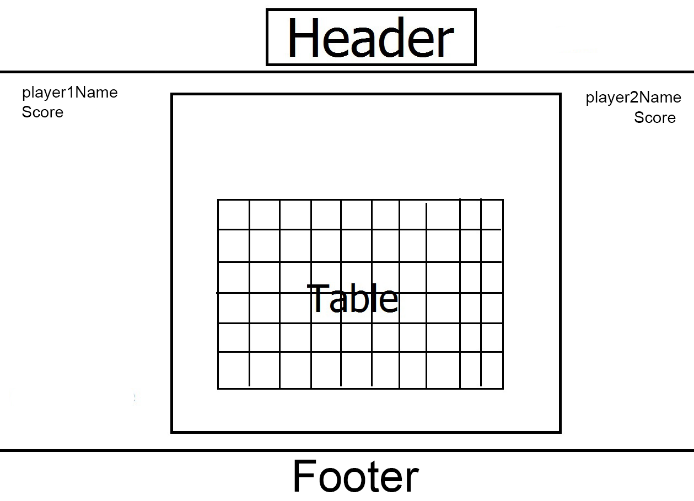 Header
player1Name
Score
player2Name
Score
Table
Footer